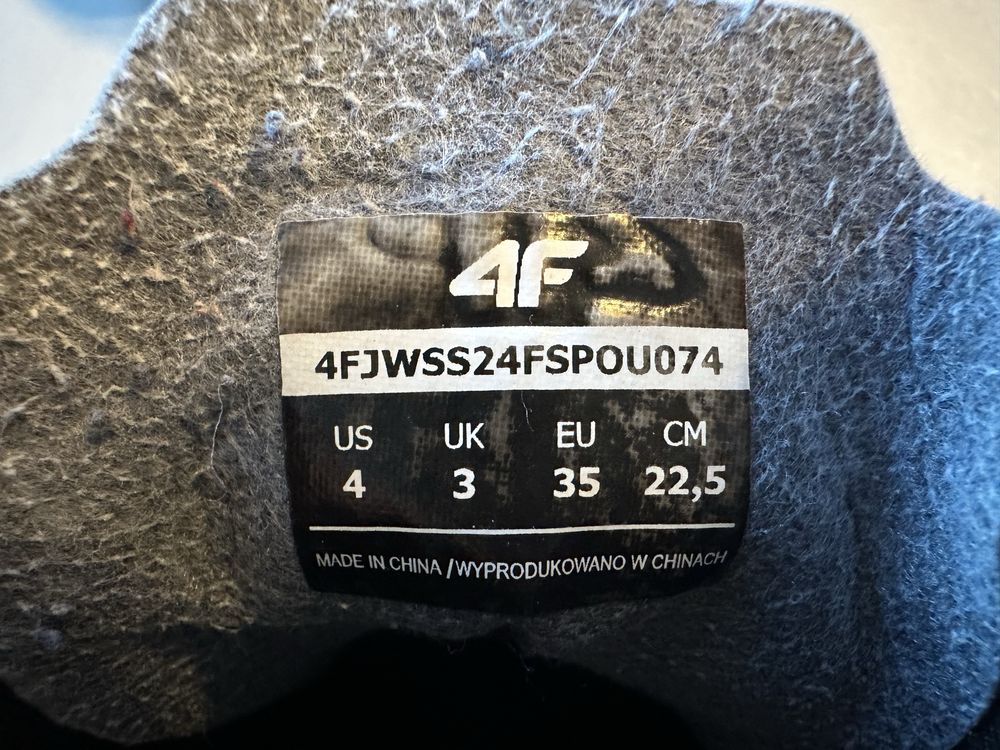 4F
4FJWSS24FSPOU074
US UK EU CM
4 3 35 22,5
MADE IN CHINA / WYPRODUKOWANO W CHINACH